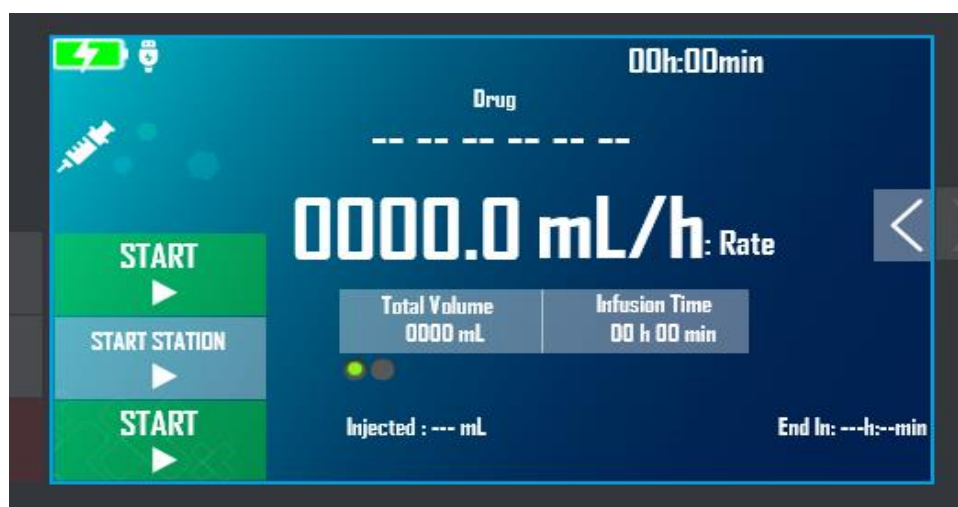 00h:00min
Drug
-- -- -- -- -- --
0000.0 mL/h: Rate
START
Total Volume
Infusion Time
0000 mL
00 h 00 min
START STATION
START
Injected : --- mL
End In: ---h:--min